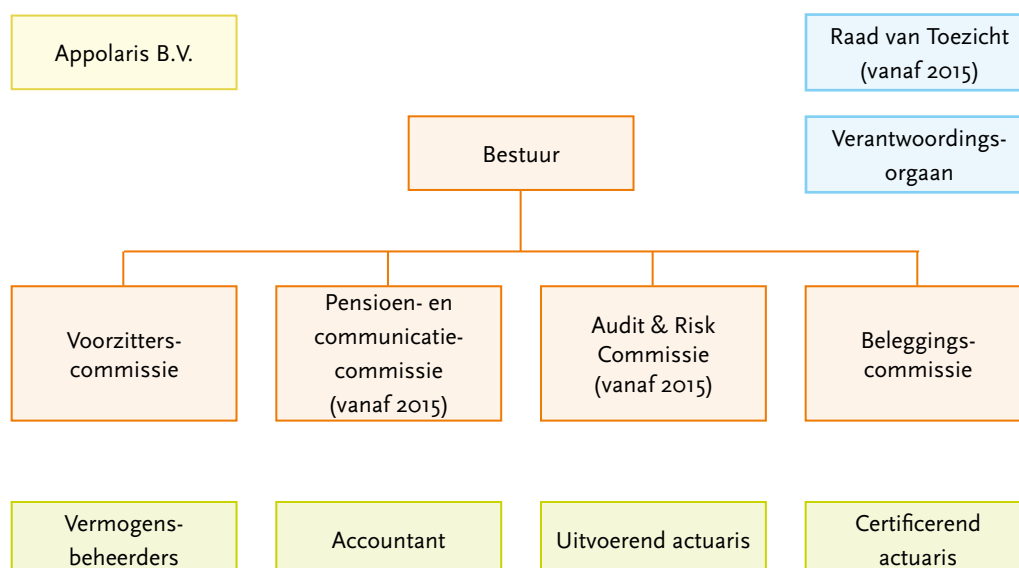 Appolaris B.V.
Raad van Toezicht
(vanaf 2015)
Bestuur
Verantwoordings-
orgaan
Voorzitters-
commissie
Pensioen- en
communicatie-
commissie
(vanaf 2015)
Audit & Risk
Commissie
(vanaf 2015)
Beleggings-
commissie
Vermogens-
beheerders
Accountant
Uitvoerend actuaris
Certificerend
actuaris